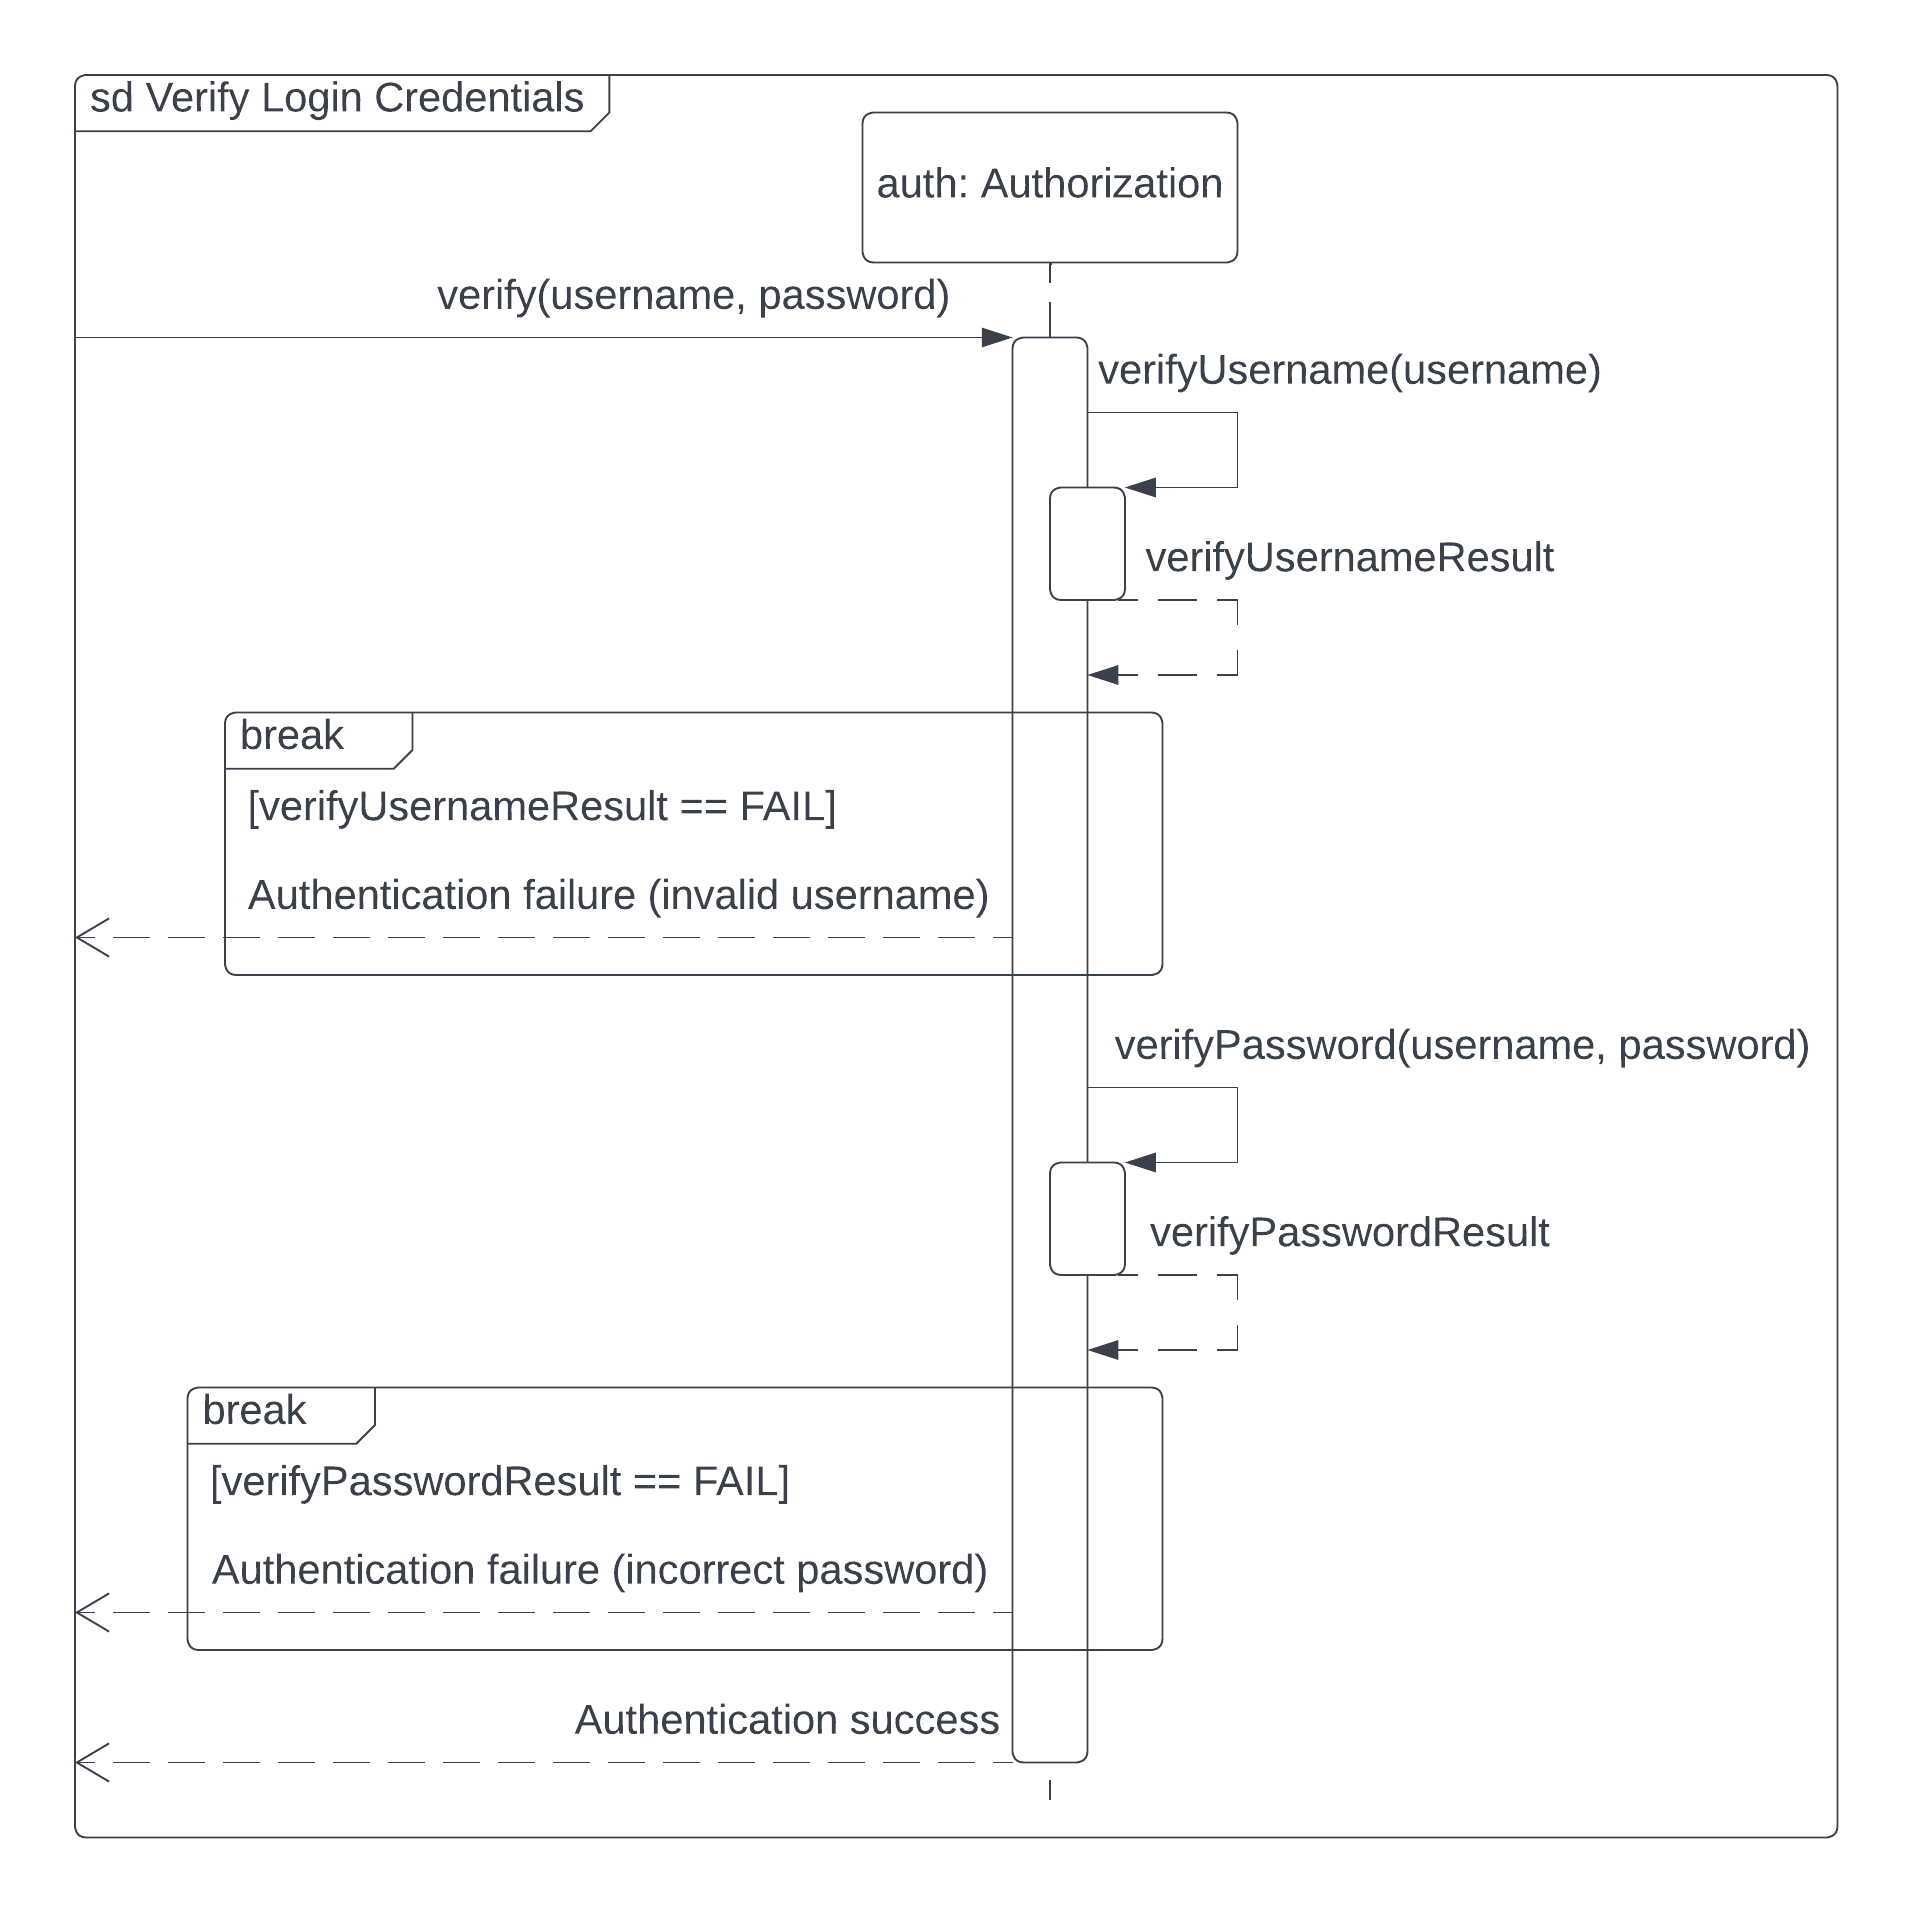 sd Verify Login Credentials
auth: Authorization
verify(username, password)
verifyUsername(username)
verifyUsernameResult
break
[verifyUsernameResult == FAIL]
Authentication failure (invalid username)
verifyPassword(username, password)
verifyPasswordResult
break
[verifyPasswordResult == FAIL]
Authentication failure (incorrect password)
Authentication success